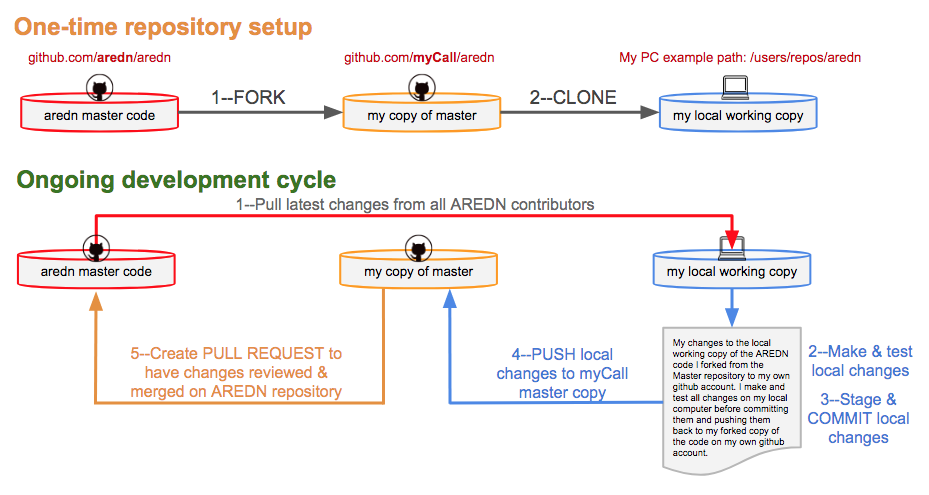 One-time repository setup
github.com/aredn/aredn
github.com/myCall/aredn
My PC example path: /users/repos/aredn
1--FORK
2--CLONE
aredn master code
my copy of master
my local working copy
Ongoing development cycle
1--Pull latest changes from all AREDN contributors
aredn master code
my copy of master
my local working copy
5--Create PULL REQUEST to
have changes reviewed &
merged on AREDN repository
4--PUSH local
changes to myCall
master copy
My changes to the local
working copy of the AREDN
code I forked from the
Master repository to my own
github account. I make and
test all changes on my local
computer before committing
them and pushing them
back to my forked copy of
the code on my own github
account.
2--Make & test
local changes
3--Stage &
COMMIT local
changes